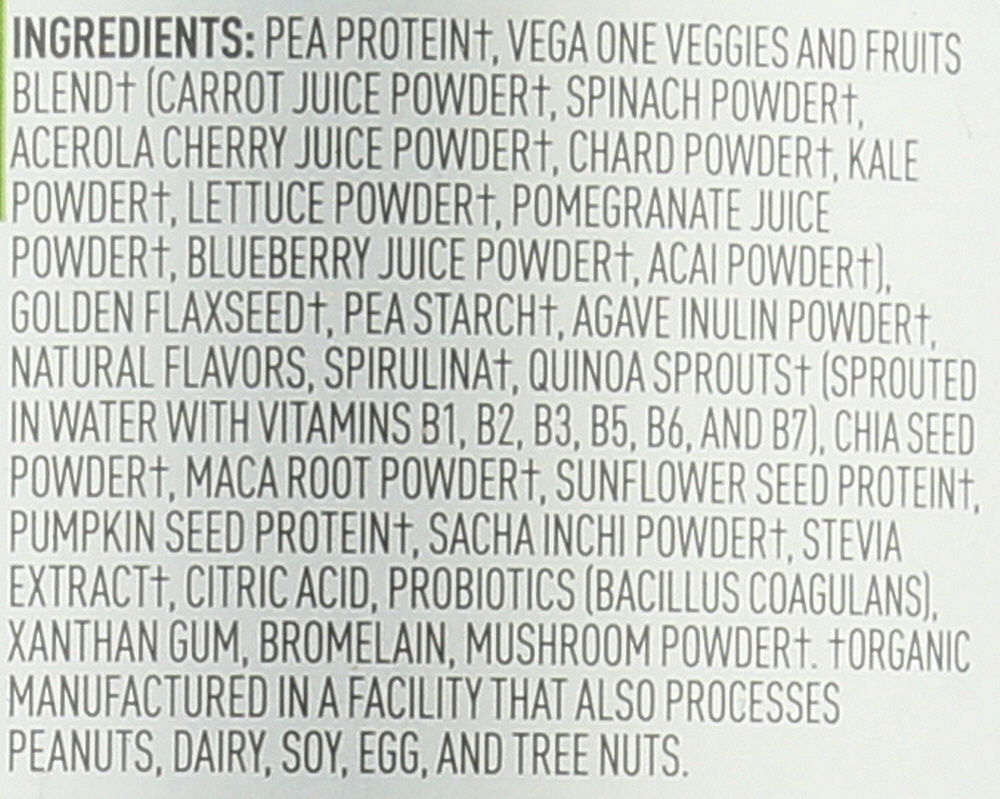 INGREDIENTS: PEA PROTEIN†, VEGA ONE VEGGIES AND FRUITS
BLEND† (CARROT JUICE POWDER†, SPINACH POWDER†,
ACEROLA CHERRY JUICE POWDER†, CHARD POWDER†, KALE
POWDER†, LETTUCE POWDER†, POMEGRANATE JUICE
POWDER†, BLUEBERRY JUICE POWDER†, ACAI POWDER†),
GOLDEN FLAXSEED†, PEA STARCH†, AGAVE INULIN POWDER†,
NATURAL FLAVORS, SPIRULINA†, QUINOA SPROUTS† (SPROUTED
IN WATER WITH VITAMINS B1, B2, B3, B5, B6, AND B7), CHIA SEED
POWDER†, MACA ROOT POWDER†, SUNFLOWER SEED PROTEIN†,
PUMPKIN SEED PROTEIN†, SACHA INCHI POWDER†, STEVIA
EXTRACT†, CITRIC ACID, PROBIOTICS (BACILLUS COAGULANS),
XANTHAN GUM, BROMELAIN, MUSHROOM POWDER†. †ORGANIC
MANUFACTURED IN A FACILITY THAT ALSO PROCESSES
PEANUTS, DAIRY, SOY, EGG, AND TREE NUTS.